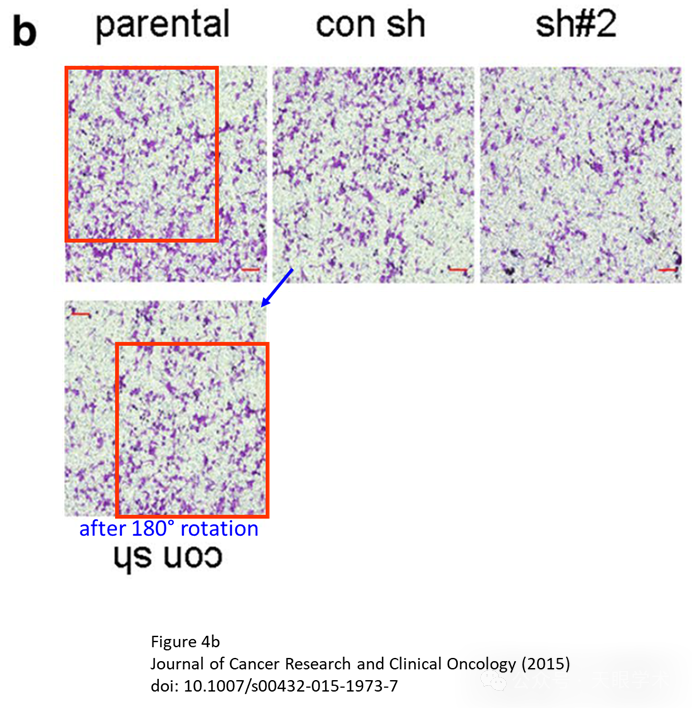 b
parental
con sh
sh#2
after 180° rotation
con sh
Figure 4b
Journal of Cancer Research and Clinical Oncology (2015)
doi: 10.1007/s00432-015-1973-7